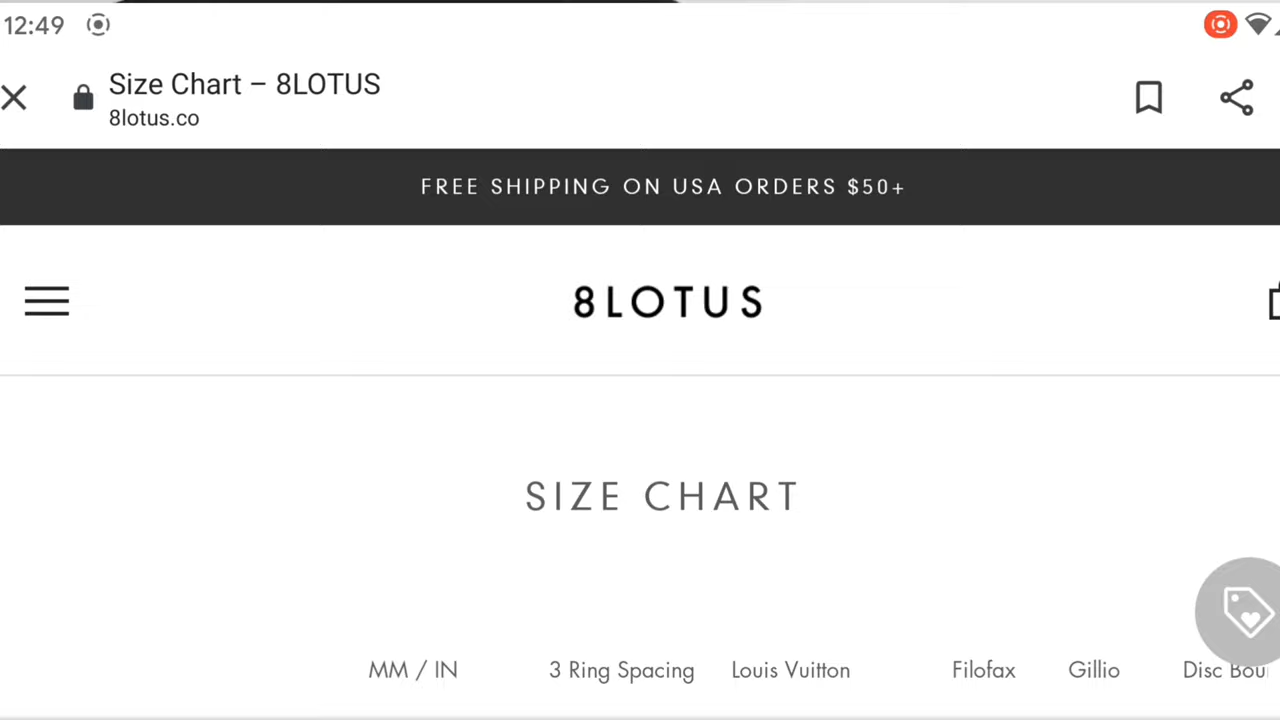 12:49
Size Chart – 8LOTUS
8lotus.co
FREE SHIPPING ON USA ORDERS $50+
8LOTUS
SIZE CHART
MM / IN 3 Ring Spacing Louis Vuitton Filofax Gillio Disc